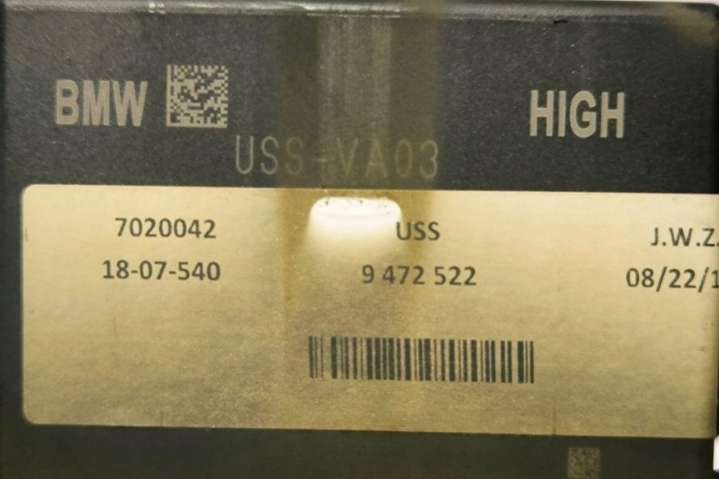 BMW HIGH
USS-VA03
7020042 USS J.W.Z.
18-07-540 9 472 522 08/22/1